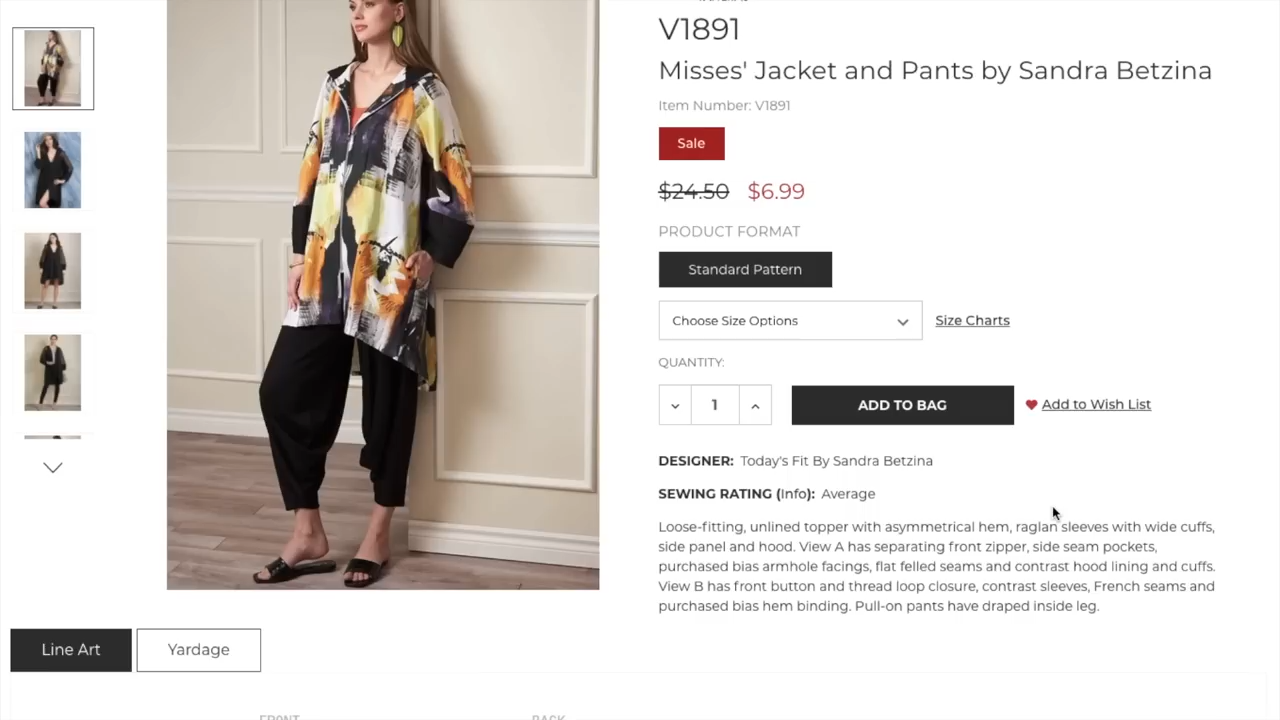 V1891
Misses' Jacket and Pants by Sandra Betzina
Item Number: V1891
Sale
$24.50 $6.99
PRODUCT FORMAT
Standard Pattern
Choose Size Options
Size Charts
QUANTITY:
1
ADD TO BAG
Add to Wish List
DESIGNER: Today's Fit By Sandra Betzina
SEWING RATING (Info): Average
Loose-fitting, unlined topper with asymmetrical hem, raglan sleeves with wide cuffs,
side panel and hood. View A has separating front zipper, side seam pockets,
purchased bias armhole facings, flat felled seams and contrast hood lining and cuffs.
View B has front button and thread loop closure, contrast sleeves, French seams and
purchased bias hem binding. Pull-on pants have draped inside leg.
Line Art
Yardage
FRONT
BACK